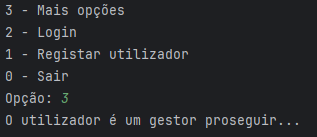 3 - Mais opções
2 - Login
1 - Registar utilizador
0 - Sair
Opção: 3
O utilizador é um gestor proseguir...